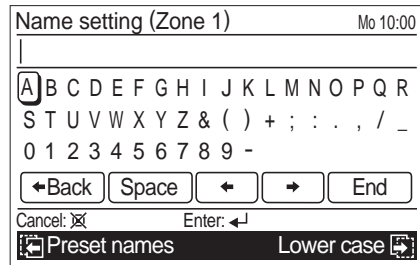 Name setting (Zone 1) Mo 10:00
A B C D E F G H I J K L M N O P Q R
S T U V W X Y Z & ( ) + ; : . , / _
0 1 2 3 4 5 6 7 8 9 -
←Back Space ← → End
Cancel: Enter: ↵
Preset names Lower case